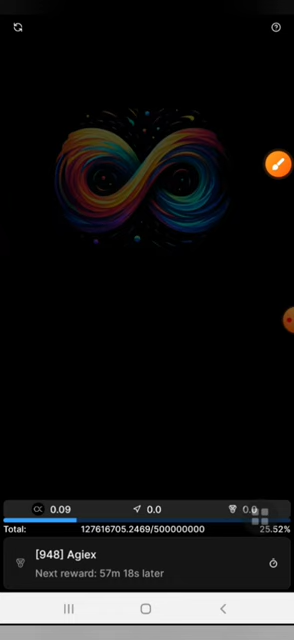 0.09 0.0 0.0
Total: 127616705.2469/500000000 25.52%
[948] Agiex
Next reward: 57m 18s later